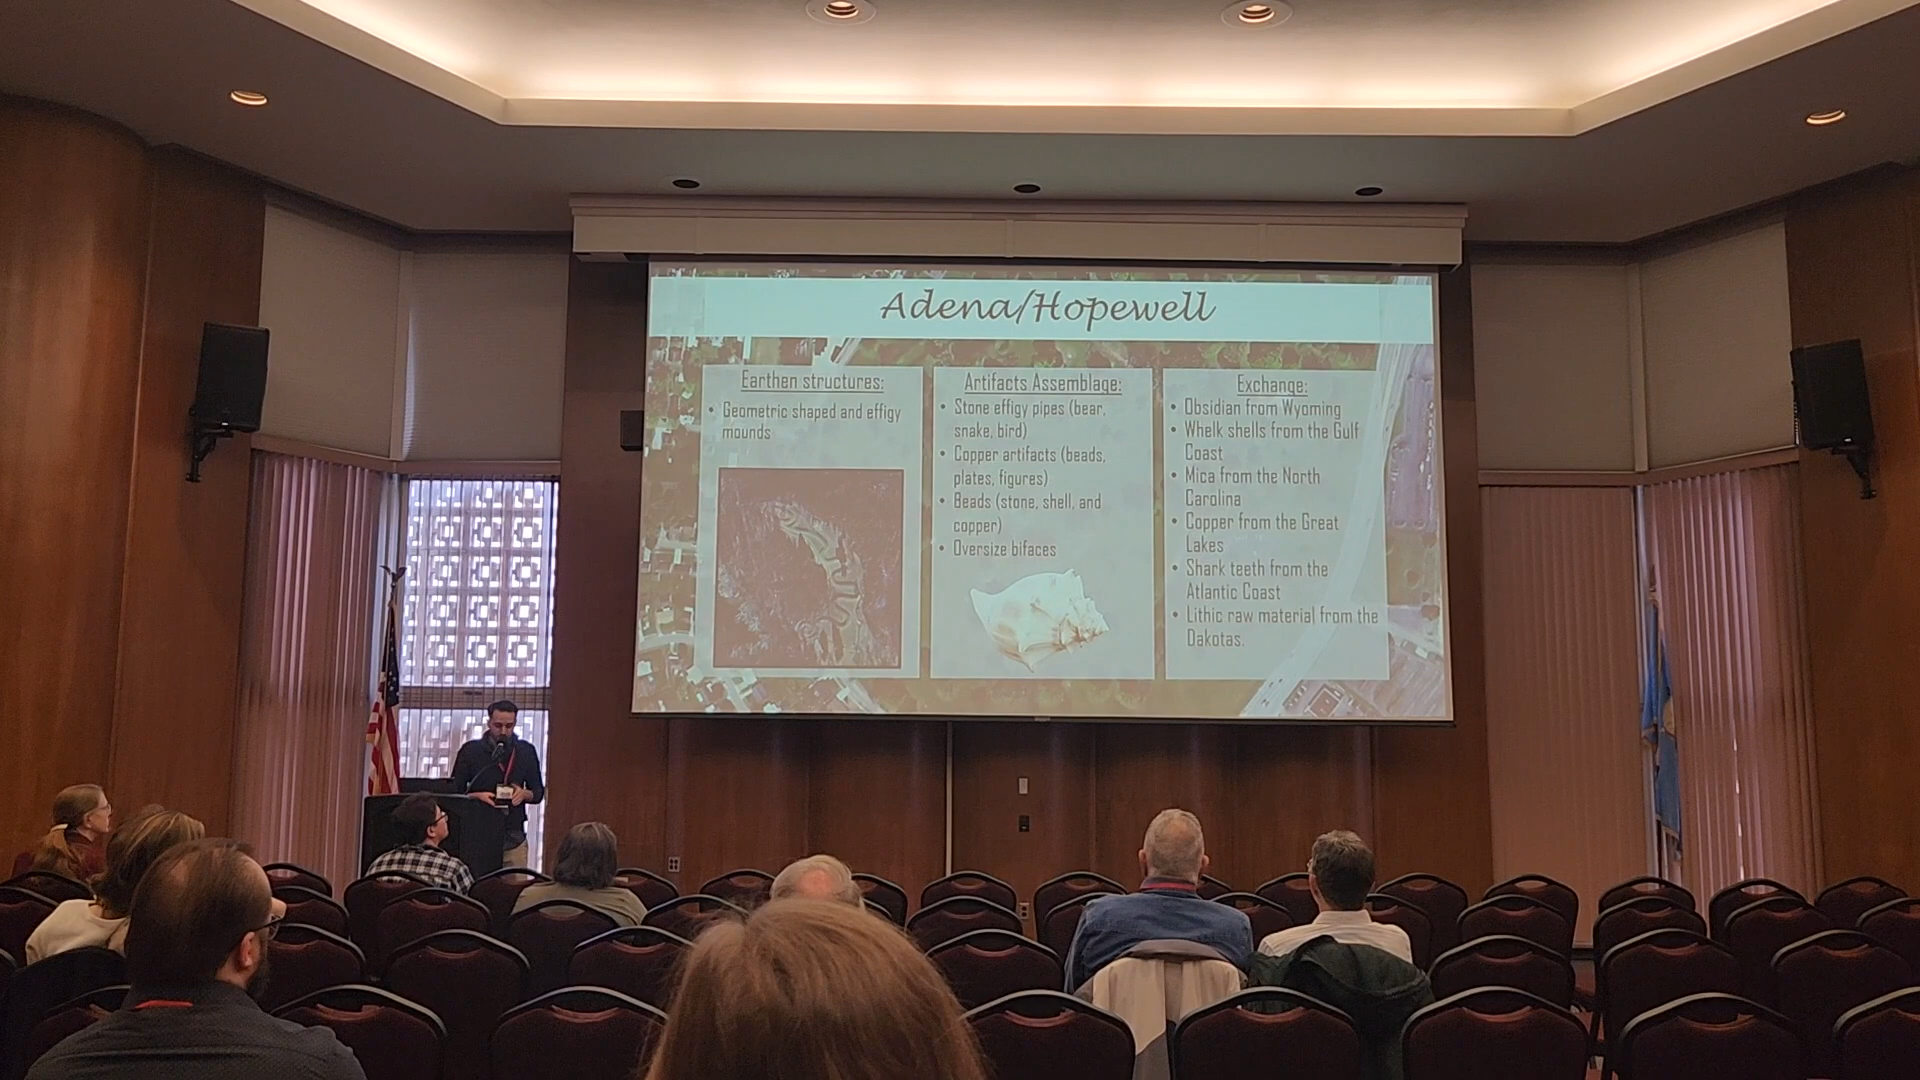 Adena/Hopewell
Earthen structures:
• Geometric shaped and effigy
mounds
Artifacts Assemblage:
• Stone effigy pipes (bear,
snake, bird)
• Copper artifacts (beads,
plates, figures)
• Beads (stone, shell, and
copper)
• Oversize bifaces
Exchange:
• Obsidian from Wyoming
• Whelk shells from the Gulf
Coast
• Mica from the North
Carolina
• Copper from the Great
Lakes
• Shark teeth from the
Atlantic Coast
• Lithic raw material from the
Dakotas.